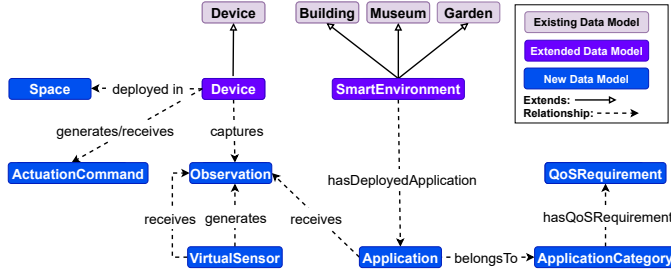 Device
Building
Museum
Garden
Existing Data Model
Extended Data Model
New Data Model
Extends:
Relationship:
Space
deployed in
Device
SmartEnvironment
generates/receives
captures
ActuationCommand
Observation
hasDeployedApplication
QoSRequirement
receives
generates
receives
hasQoSRequirement
VirtualSensor
Application
belongsTo
ApplicationCategory